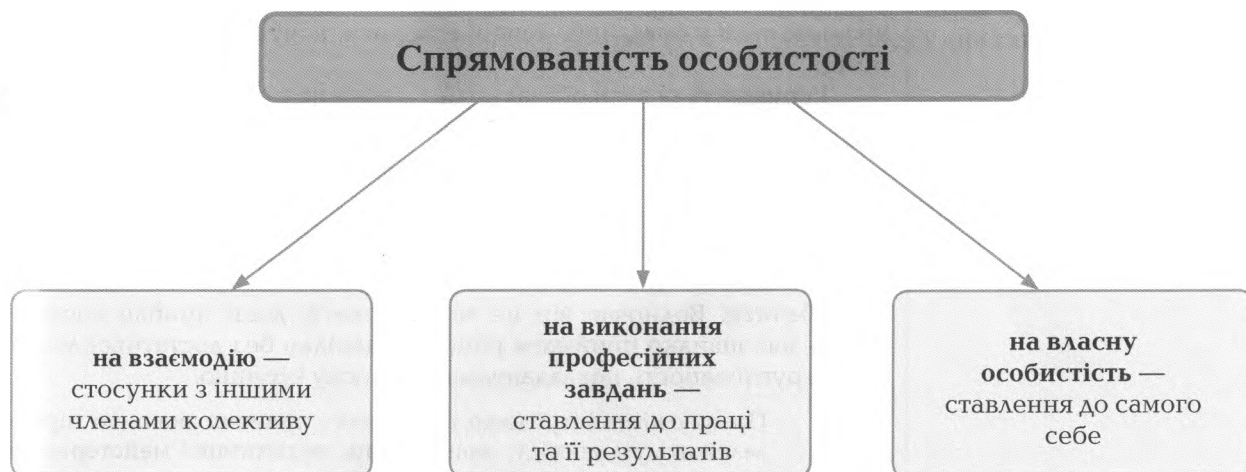 Спрямованість особистості
на взаємодію —
стосунки з іншими
членами колективу
на виконання
професійних
завдань —
ставлення до праці
та її результатів
на власну
особистість —
ставлення до самого
себе